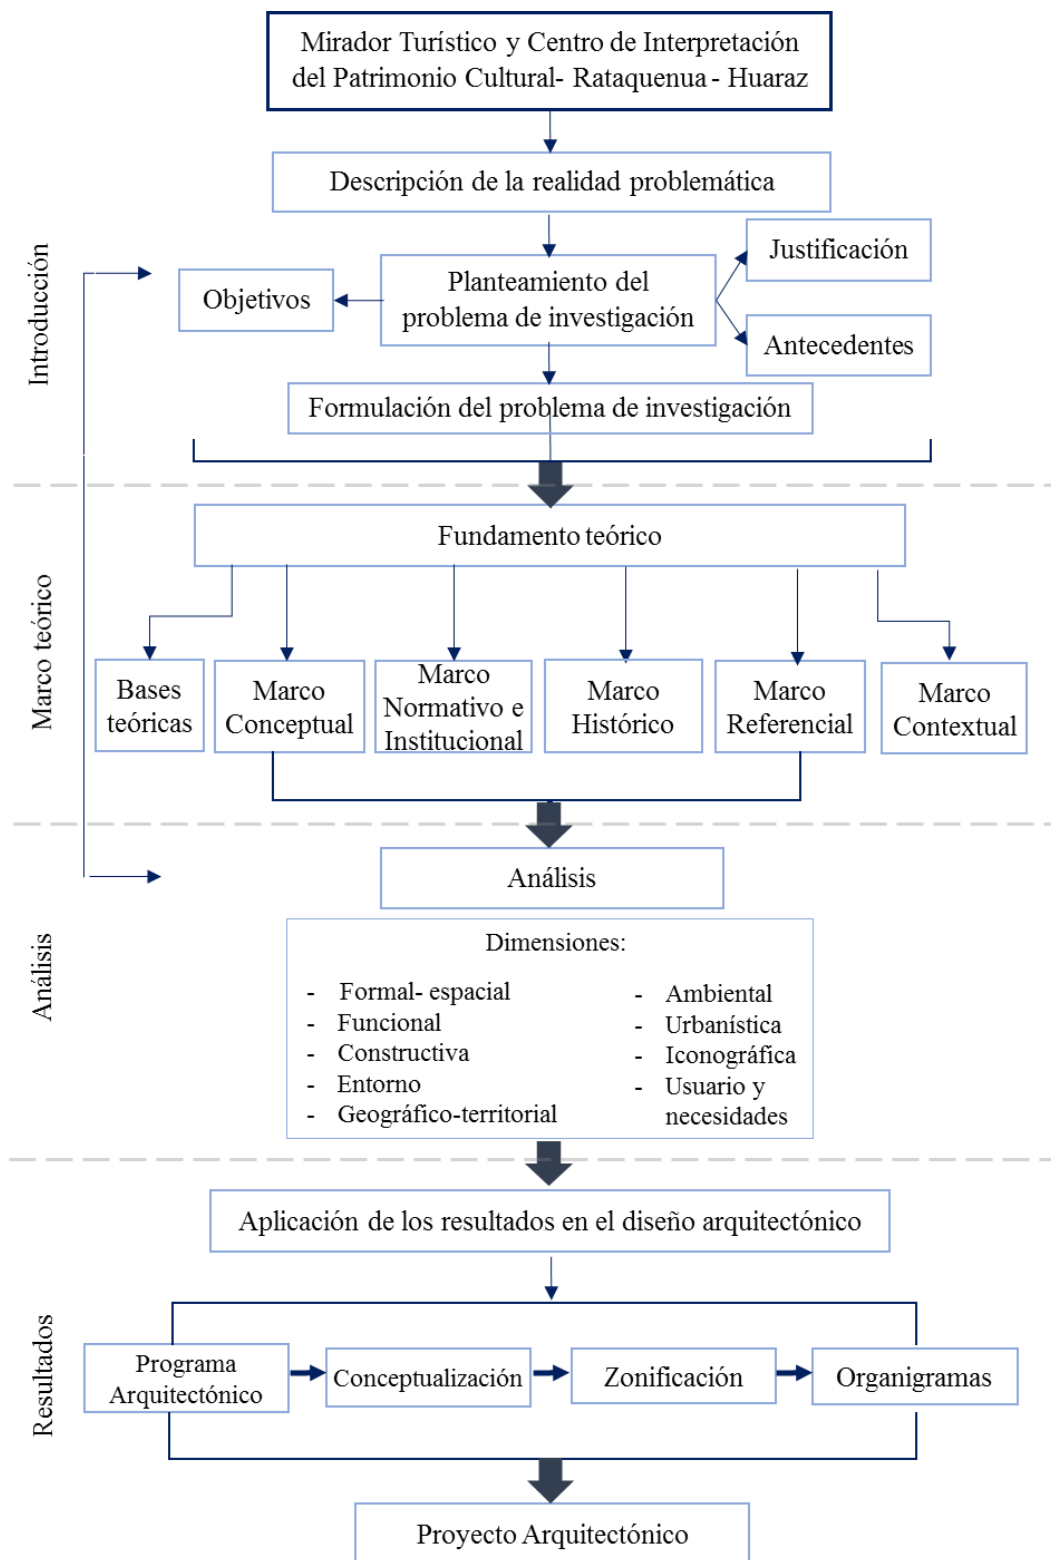 Mirador Turístico y Centro de Interpretación
del Patrimonio Cultural- Rataquenua - Huaraz
Descripción de la realidad problemática
Introducción
Justificación
Objetivos
Planteamiento del
problema de investigación
Antecedentes
Formulación del problema de investigación
Marco teórico
Fundamento teórico
Bases
teóricas
Marco
Conceptual
Marco
Normativo e
Institucional
Marco
Histórico
Marco
Referencial
Marco
Contextual
Análisis
Análisis
Dimensiones:
- Formal- espacial
- Funcional
- Constructiva
- Entorno
- Geográfico-territorial
- Ambiental
- Urbanística
- Iconográfica
- Usuario y
necesidades
Resultados
Aplicación de los resultados en el diseño arquitectónico
Programa
Arquitectónico
Conceptualización
Zonificación
Organigramas
Proyecto Arquitectónico